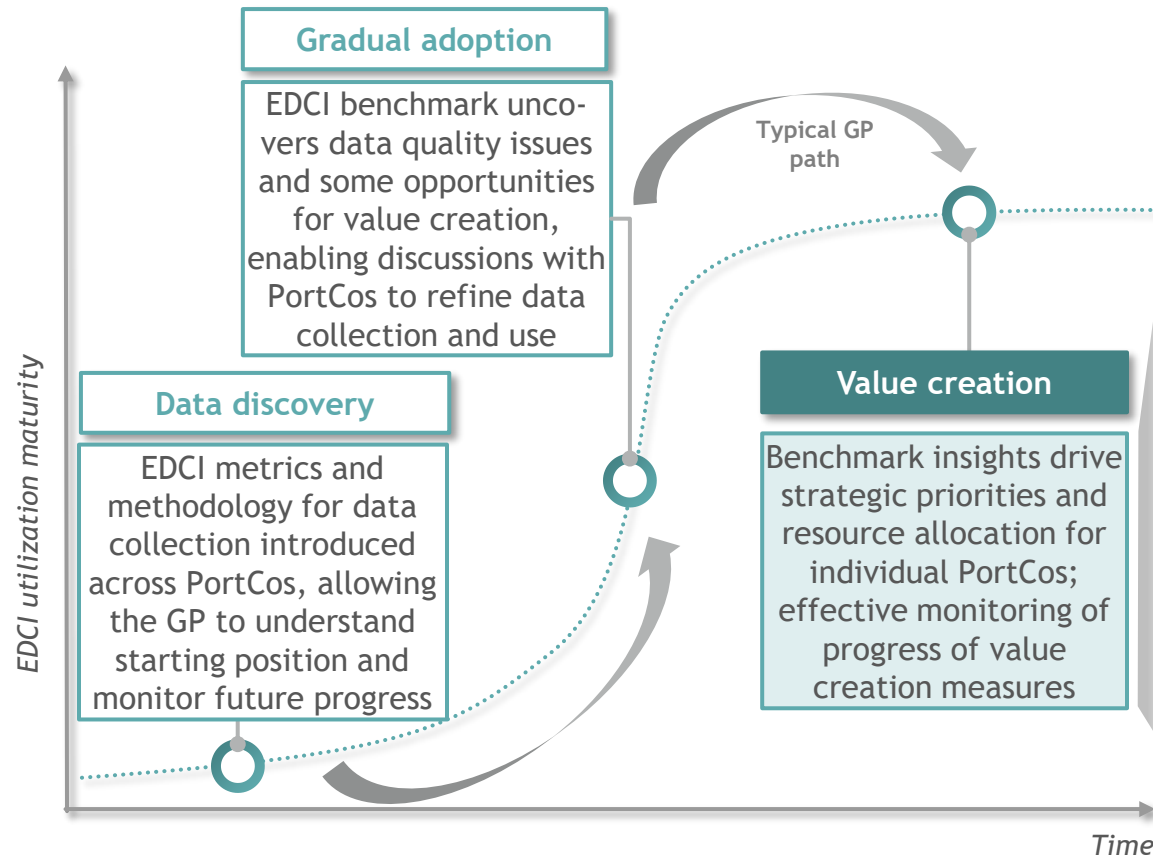 Gradual adoption
EDCI benchmark unco-
vers data quality issues
and some opportunities
for value creation,
enabling discussions with
PortCos to refine data
collection and use
Typical GP
path
Data discovery
EDCI metrics and
methodology for data
collection introduced
across PortCos, allowing
the GP to understand
starting position and
monitor future progress
Value creation
Benchmark insights drive
strategic priorities and
resource allocation for
individual PortCos;
effective monitoring of
progress of value
creation measures
EDCI utilization maturity
Time